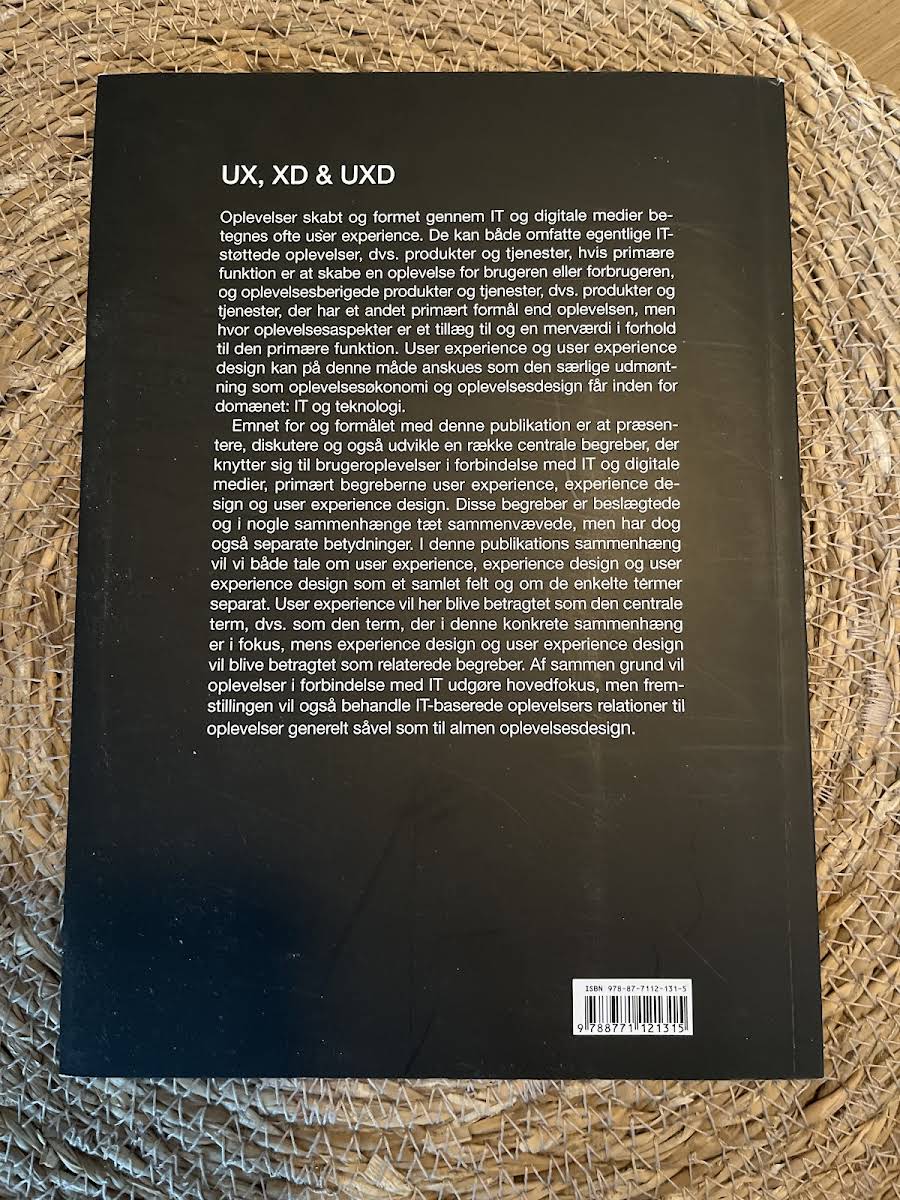 UX, XD & UXD
Oplevelser skabt og formet gennem IT og digitale medier be-
tegnes ofte user experience. De kan både omfatte egentlige IT-
støttede oplevelser, dvs. produkter og tjenester, hvis primære
funktion er at skabe en oplevelse for brugeren eller forbrugeren,
og oplevelsesberigede produkter og tjenester, dvs. produkter og
tjenester, der har et andet primært formål end oplevelsen, men
hvor oplevelsesaspekter er et tillæg til og en merværdi i forhold
til den primære funktion. User experience og user experience
design kan på denne måde anskues som den særlige udmønt-
ning som oplevelsesøkonomi og oplevelsesdesign får inden for
domænet: IT og teknologi.
Emnet for og formålet med denne publikation er at præsen-
tere, diskutere og også udvikle en række centrale begreber, der
knytter sig til brugeroplevelser i forbindelse med IT og digitale
medier, primært begreberne user experience, experience de-
sign og user experience design. Disse begreber er beslægtede
og i nogle sammenhænge tæt sammenvævede, men har dog
også separate betydninger. I denne publikations sammenhæng
vil vi både tale om user experience, experience design og user
experience design som et samlet felt og om de enkelte termer
separat. User experience vil her blive betragtet som den centrale
term, dvs. som den term, der i denne konkrete sammenhæng
er i fokus, mens experience design og user experience design
vil blive betragtet som relaterede begreber. Af sammen grund vil
oplevelser i forbindelse med IT udgøre hovedfokus, men frem-
stillingen vil også behandle IT-baserede oplevelsers relationer til
oplevelser generelt såvel som til almen oplevelsesdesign.
ISBN 978-87-7112-131-5
9 788771 121315